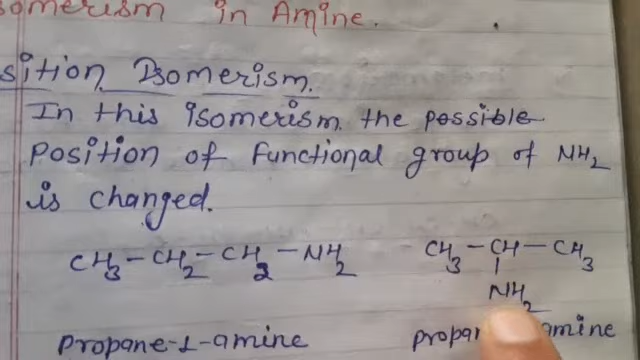 somerism in Amine.
sition Isomerism.
In this isomerism the possible
position of functional group of NH2
is changed.
CH3-CH2-CH2-NH2 CH3-CH-CH3
NH2
propane-1-amine propan amine